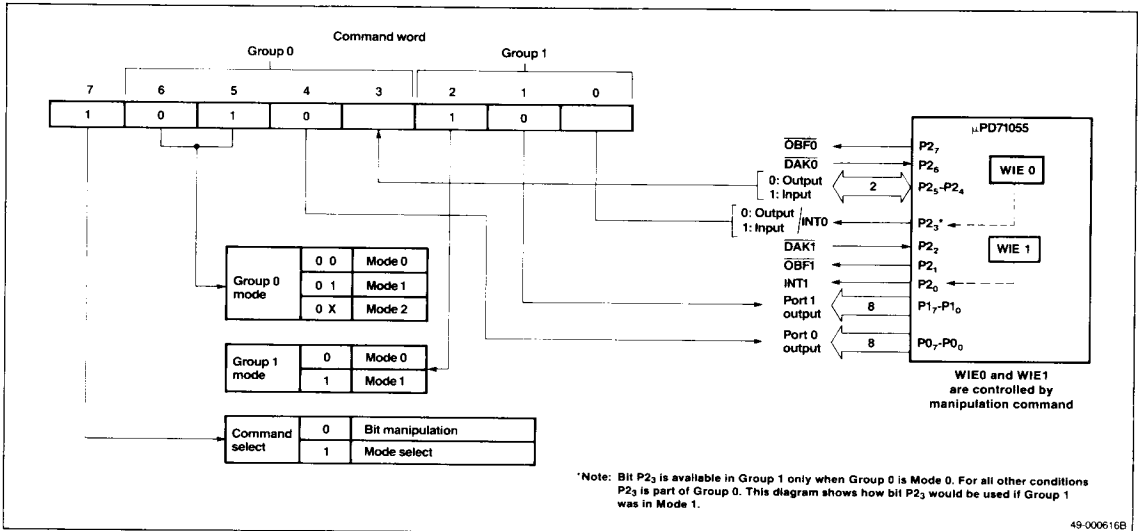 Command word
Group 0
Group 1
7 6 5 4 3 2 1 0
1 0 1 0 1 0
μPD71055
OBF0 P2₇
DAK0 P2₆
WIE 0
0: Output
1: Input
2 P2₅-P2₄
0: Output
1: Input
/INT0 P2₃*
DAK1 P2₂
WIE 1
OBF1 P2₁
INT1 P2₀
Port 1
output
8 P1₇-P1₀
Port 0
output
8 P0₇-P0₀
WIE0 and WIE1
are controlled by
manipulation command
Group 0
mode
0 0 Mode 0
0 1 Mode 1
0 X Mode 2
Group 1
mode
0 Mode 0
1 Mode 1
Command
select
0 Bit manipulation
1 Mode select
*Note: Bit P2₃ is available in Group 1 only when Group 0 is Mode 0. For all other conditions
P2₃ is part of Group 0. This diagram shows how bit P2₃ would be used if Group 1
was in Mode 1.
49-000616B